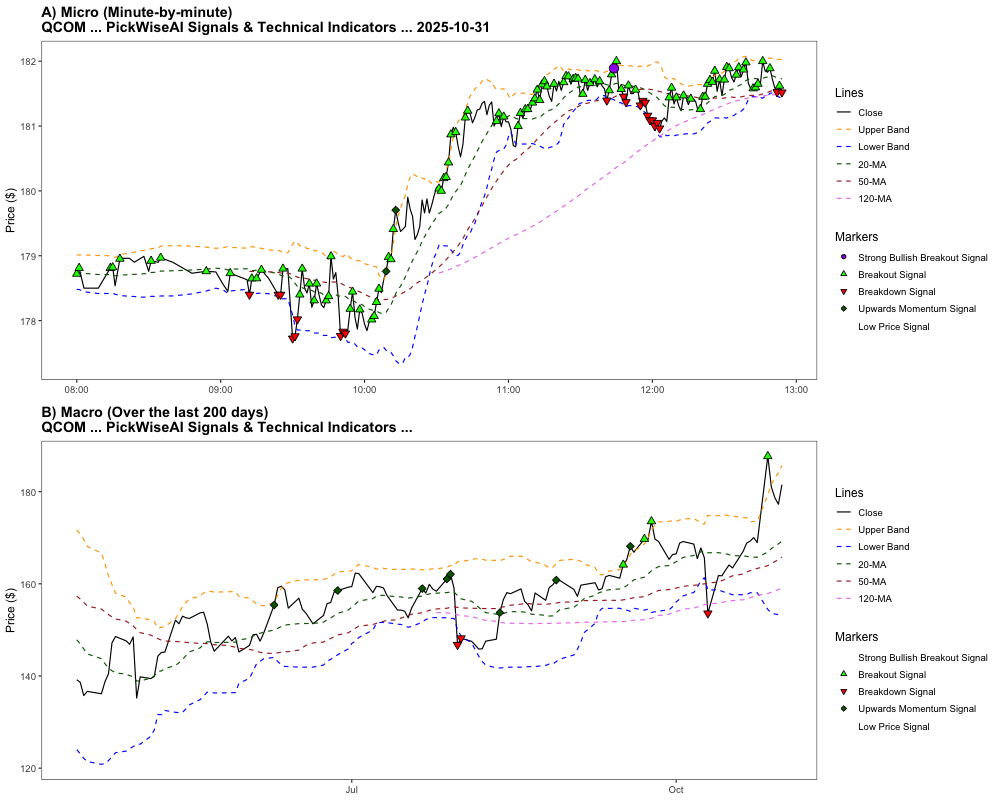 A) Micro (Minute-by-minute)
QCOM ... PickWiseAI Signals & Technical Indicators ... 2025-10-31
Price ($)
182
181
180
179
178
08:00
09:00
10:00
11:00
12:00
13:00
Lines
Close
Upper Band
Lower Band
20-MA
50-MA
120-MA
Markers
Strong Bullish Breakout Signal
Breakout Signal
Breakdown Signal
Upwards Momentum Signal
Low Price Signal
B) Macro (Over the last 200 days)
QCOM ... PickWiseAI Signals & Technical Indicators ...
Price ($)
180
160
140
120
Jul
Oct
Lines
Close
Upper Band
Lower Band
20-MA
50-MA
120-MA
Markers
Strong Bullish Breakout Signal
Breakout Signal
Breakdown Signal
Upwards Momentum Signal
Low Price Signal